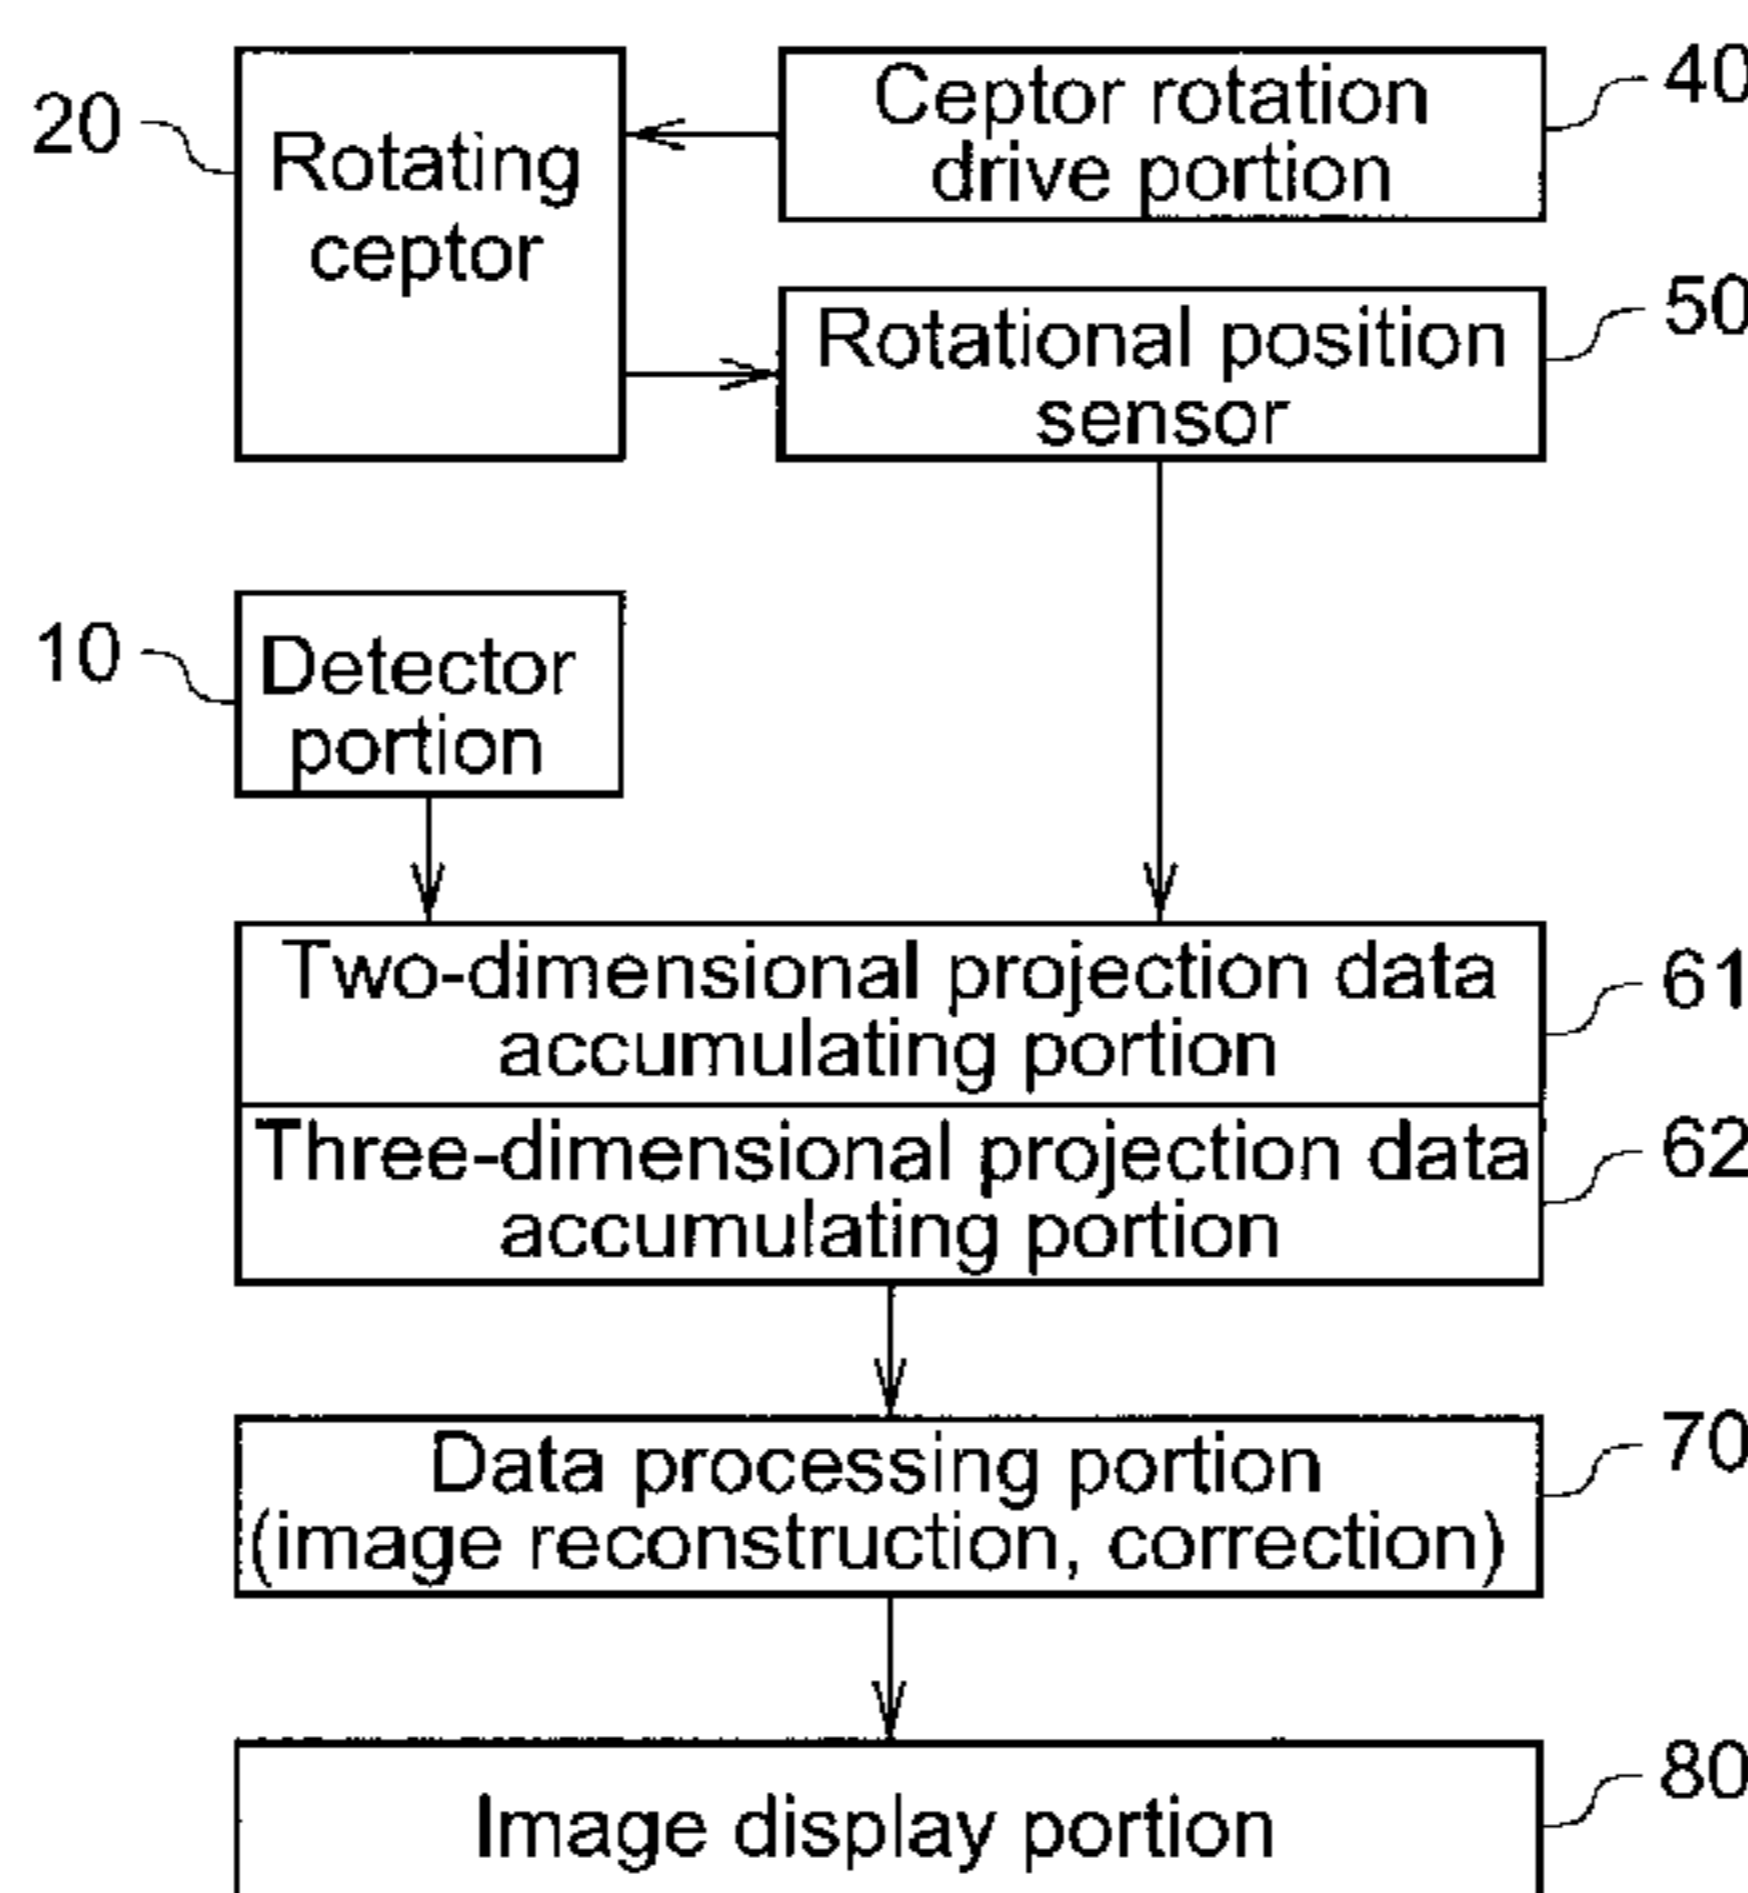 20
Rotating
ceptor
Ceptor rotation
drive portion
40
Rotational position
sensor
50
10
Detector
portion
Two-dimensional projection data
accumulating portion
61
Three-dimensional projection data
accumulating portion
62
Data processing portion
(image reconstruction, correction)
70
Image display portion
80